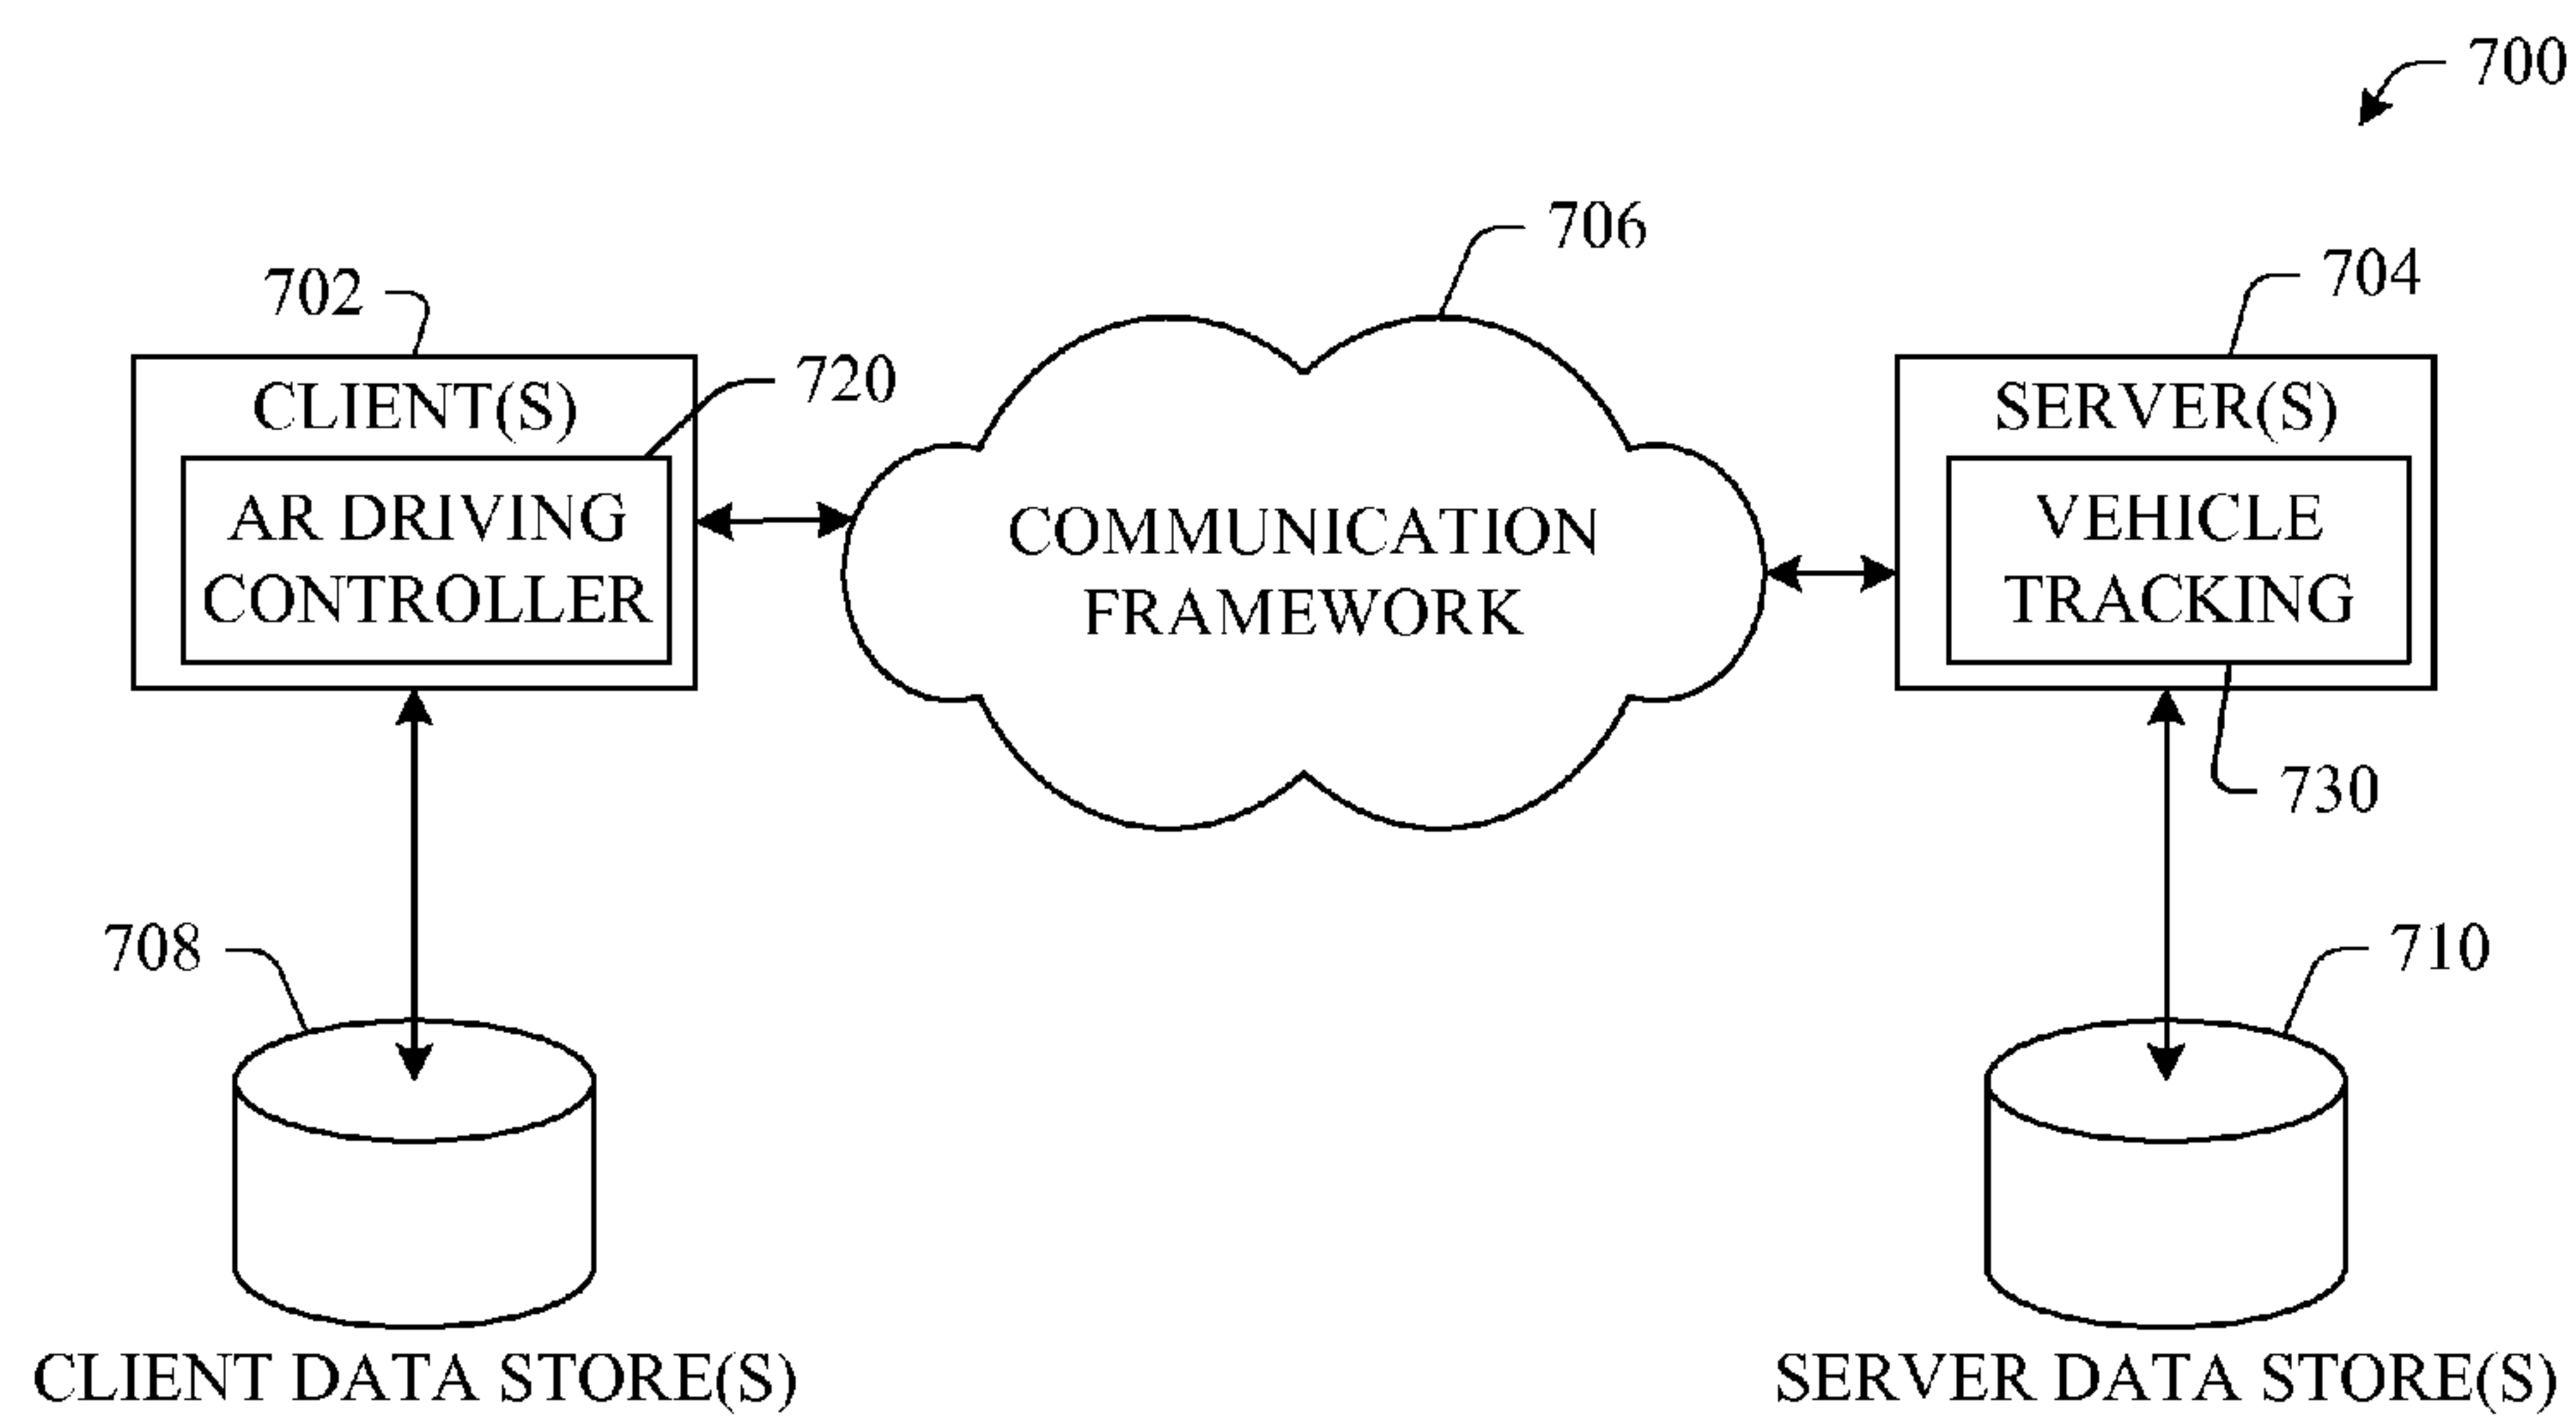 700
706
704
702
720
CLIENT(S)
SERVER(S)
AR DRIVING
CONTROLLER
COMMUNICATION
FRAMEWORK
VEHICLE
TRACKING
730
708
710
CLIENT DATA STORE(S)
SERVER DATA STORE(S)